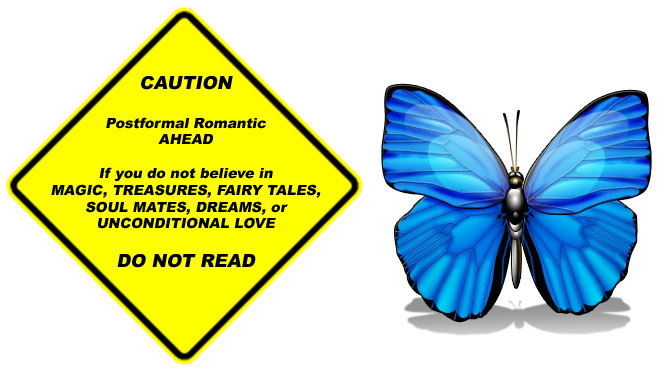 CAUTION
Postformal Romantic
AHEAD
If you do not believe in
MAGIC, TREASURES, FAIRY TALES,
SOUL MATES, DREAMS, or
UNCONDITIONAL LOVE
DO NOT READ